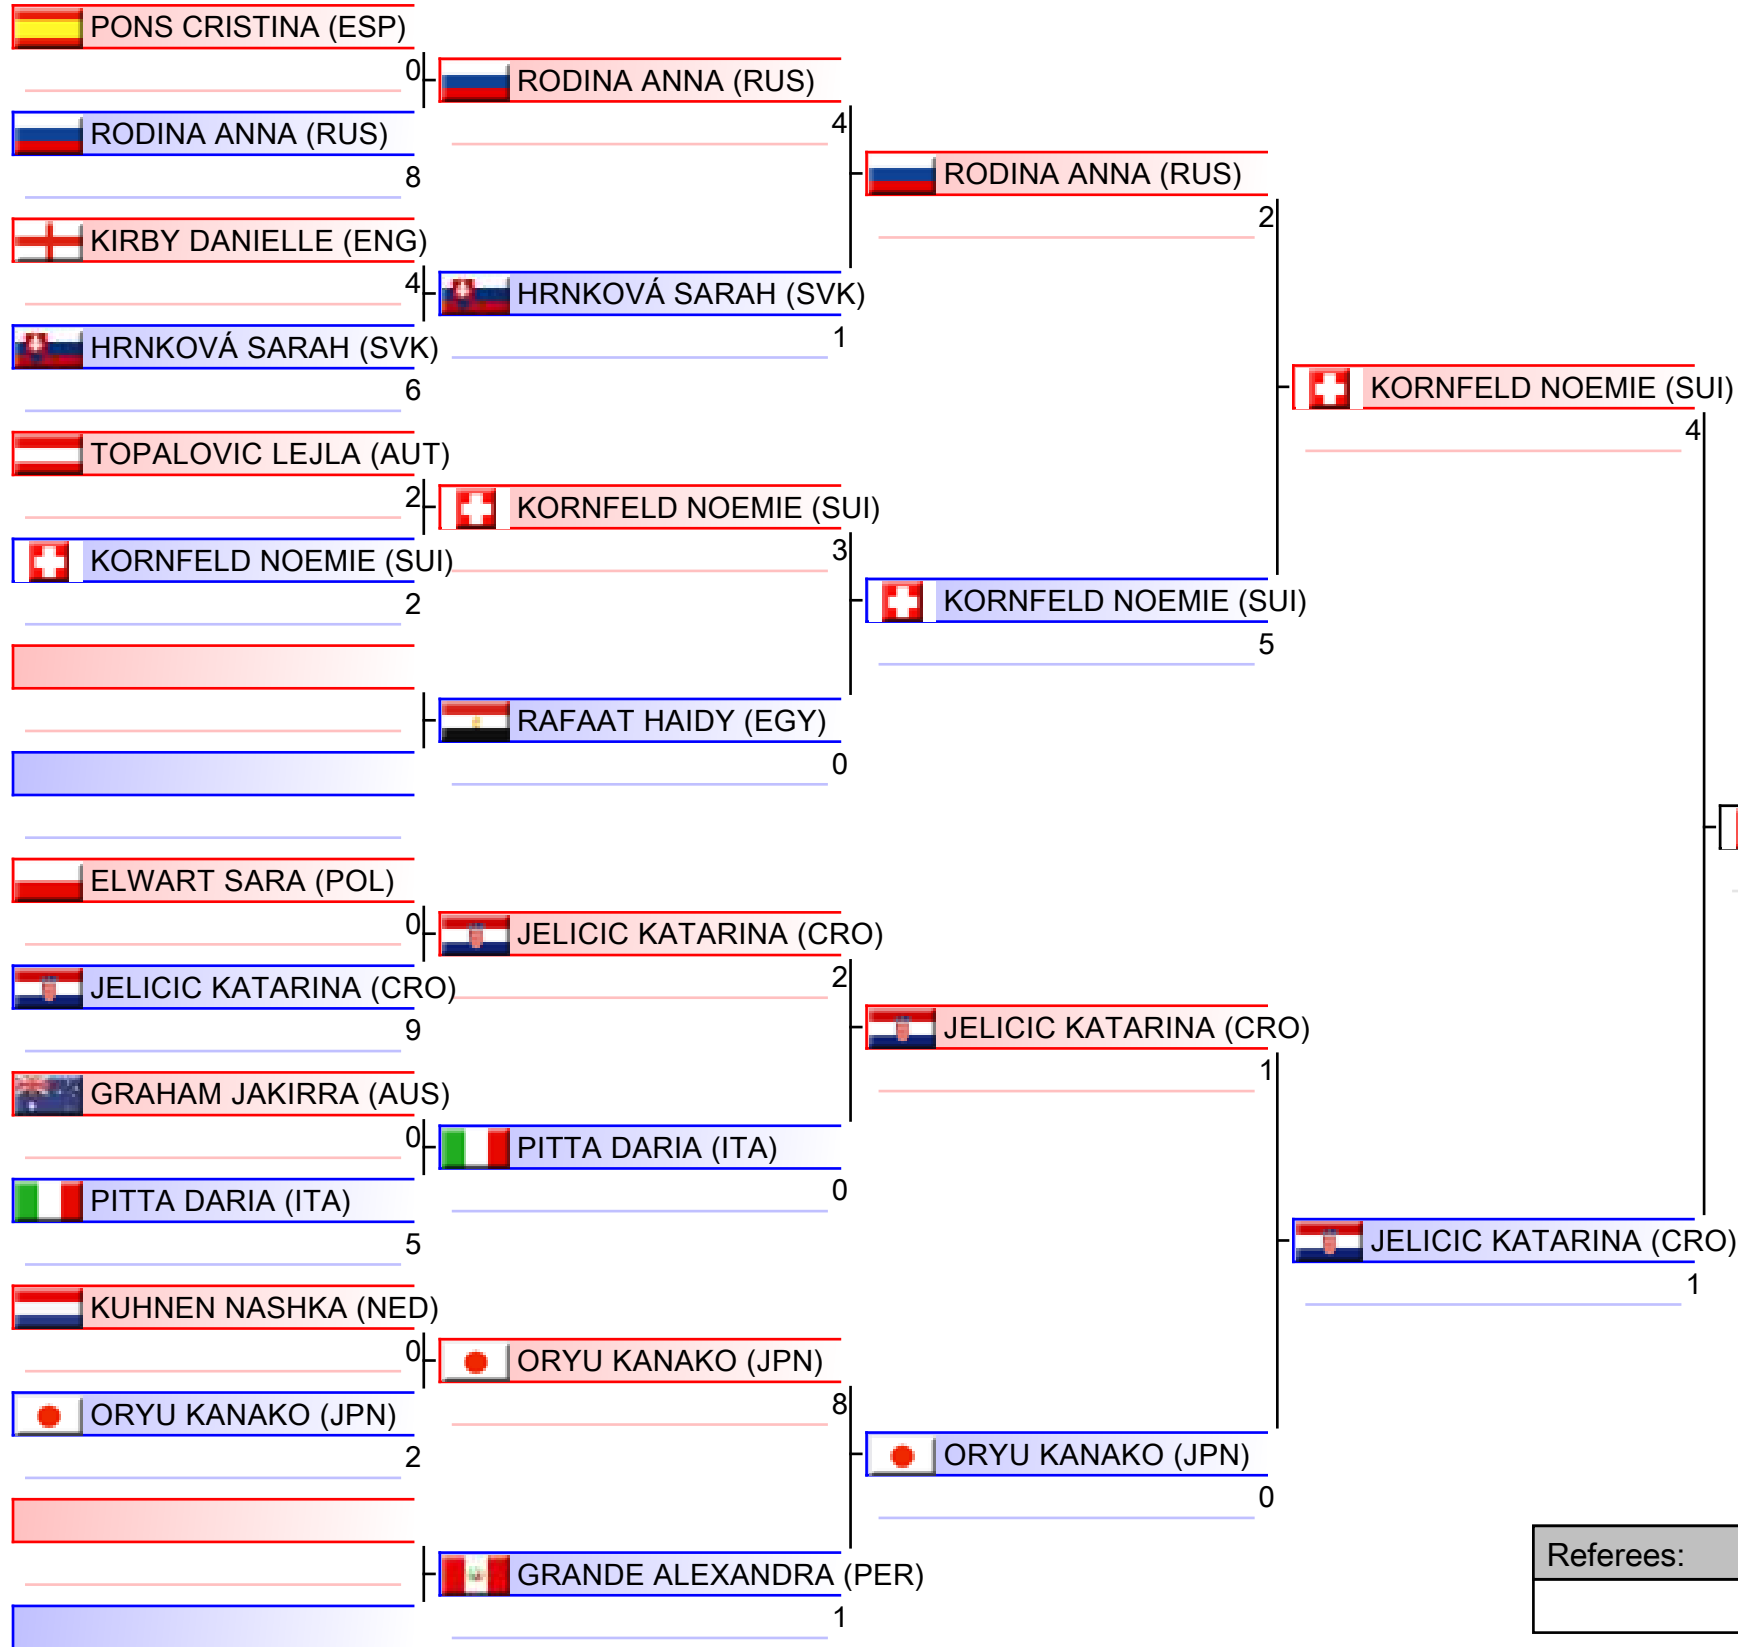 PONS CRISTINA (ESP)
0
RODINA ANNA (RUS)
8
KIRBY DANIELLE (ENG)
4
HRNKOVÁ SARAH (SVK)
6
TOPALOVIC LEJLA (AUT)
2
KORNFELD NOEMIE (SUI)
2
ELWART SARA (POL)
0
JELICIC KATARINA (CRO)
9
GRAHAM JAKIRRA (AUS)
0
PITTA DARIA (ITA)
5
KUHNEN NASHKA (NED)
0
ORYU KANAKO (JPN)
2
RODINA ANNA (RUS)
4
HRNKOVÁ SARAH (SVK)
1
KORNFELD NOEMIE (SUI)
3
RAFAAT HAIDY (EGY)
0
JELICIC KATARINA (CRO)
2
PITTA DARIA (ITA)
0
ORYU KANAKO (JPN)
8
GRANDE ALEXANDRA (PER)
1
RODINA ANNA (RUS)
2
KORNFELD NOEMIE (SUI)
5
JELICIC KATARINA (CRO)
1
ORYU KANAKO (JPN)
0
KORNFELD NOEMIE (SUI)
4
JELICIC KATARINA (CRO)
1
Referees: